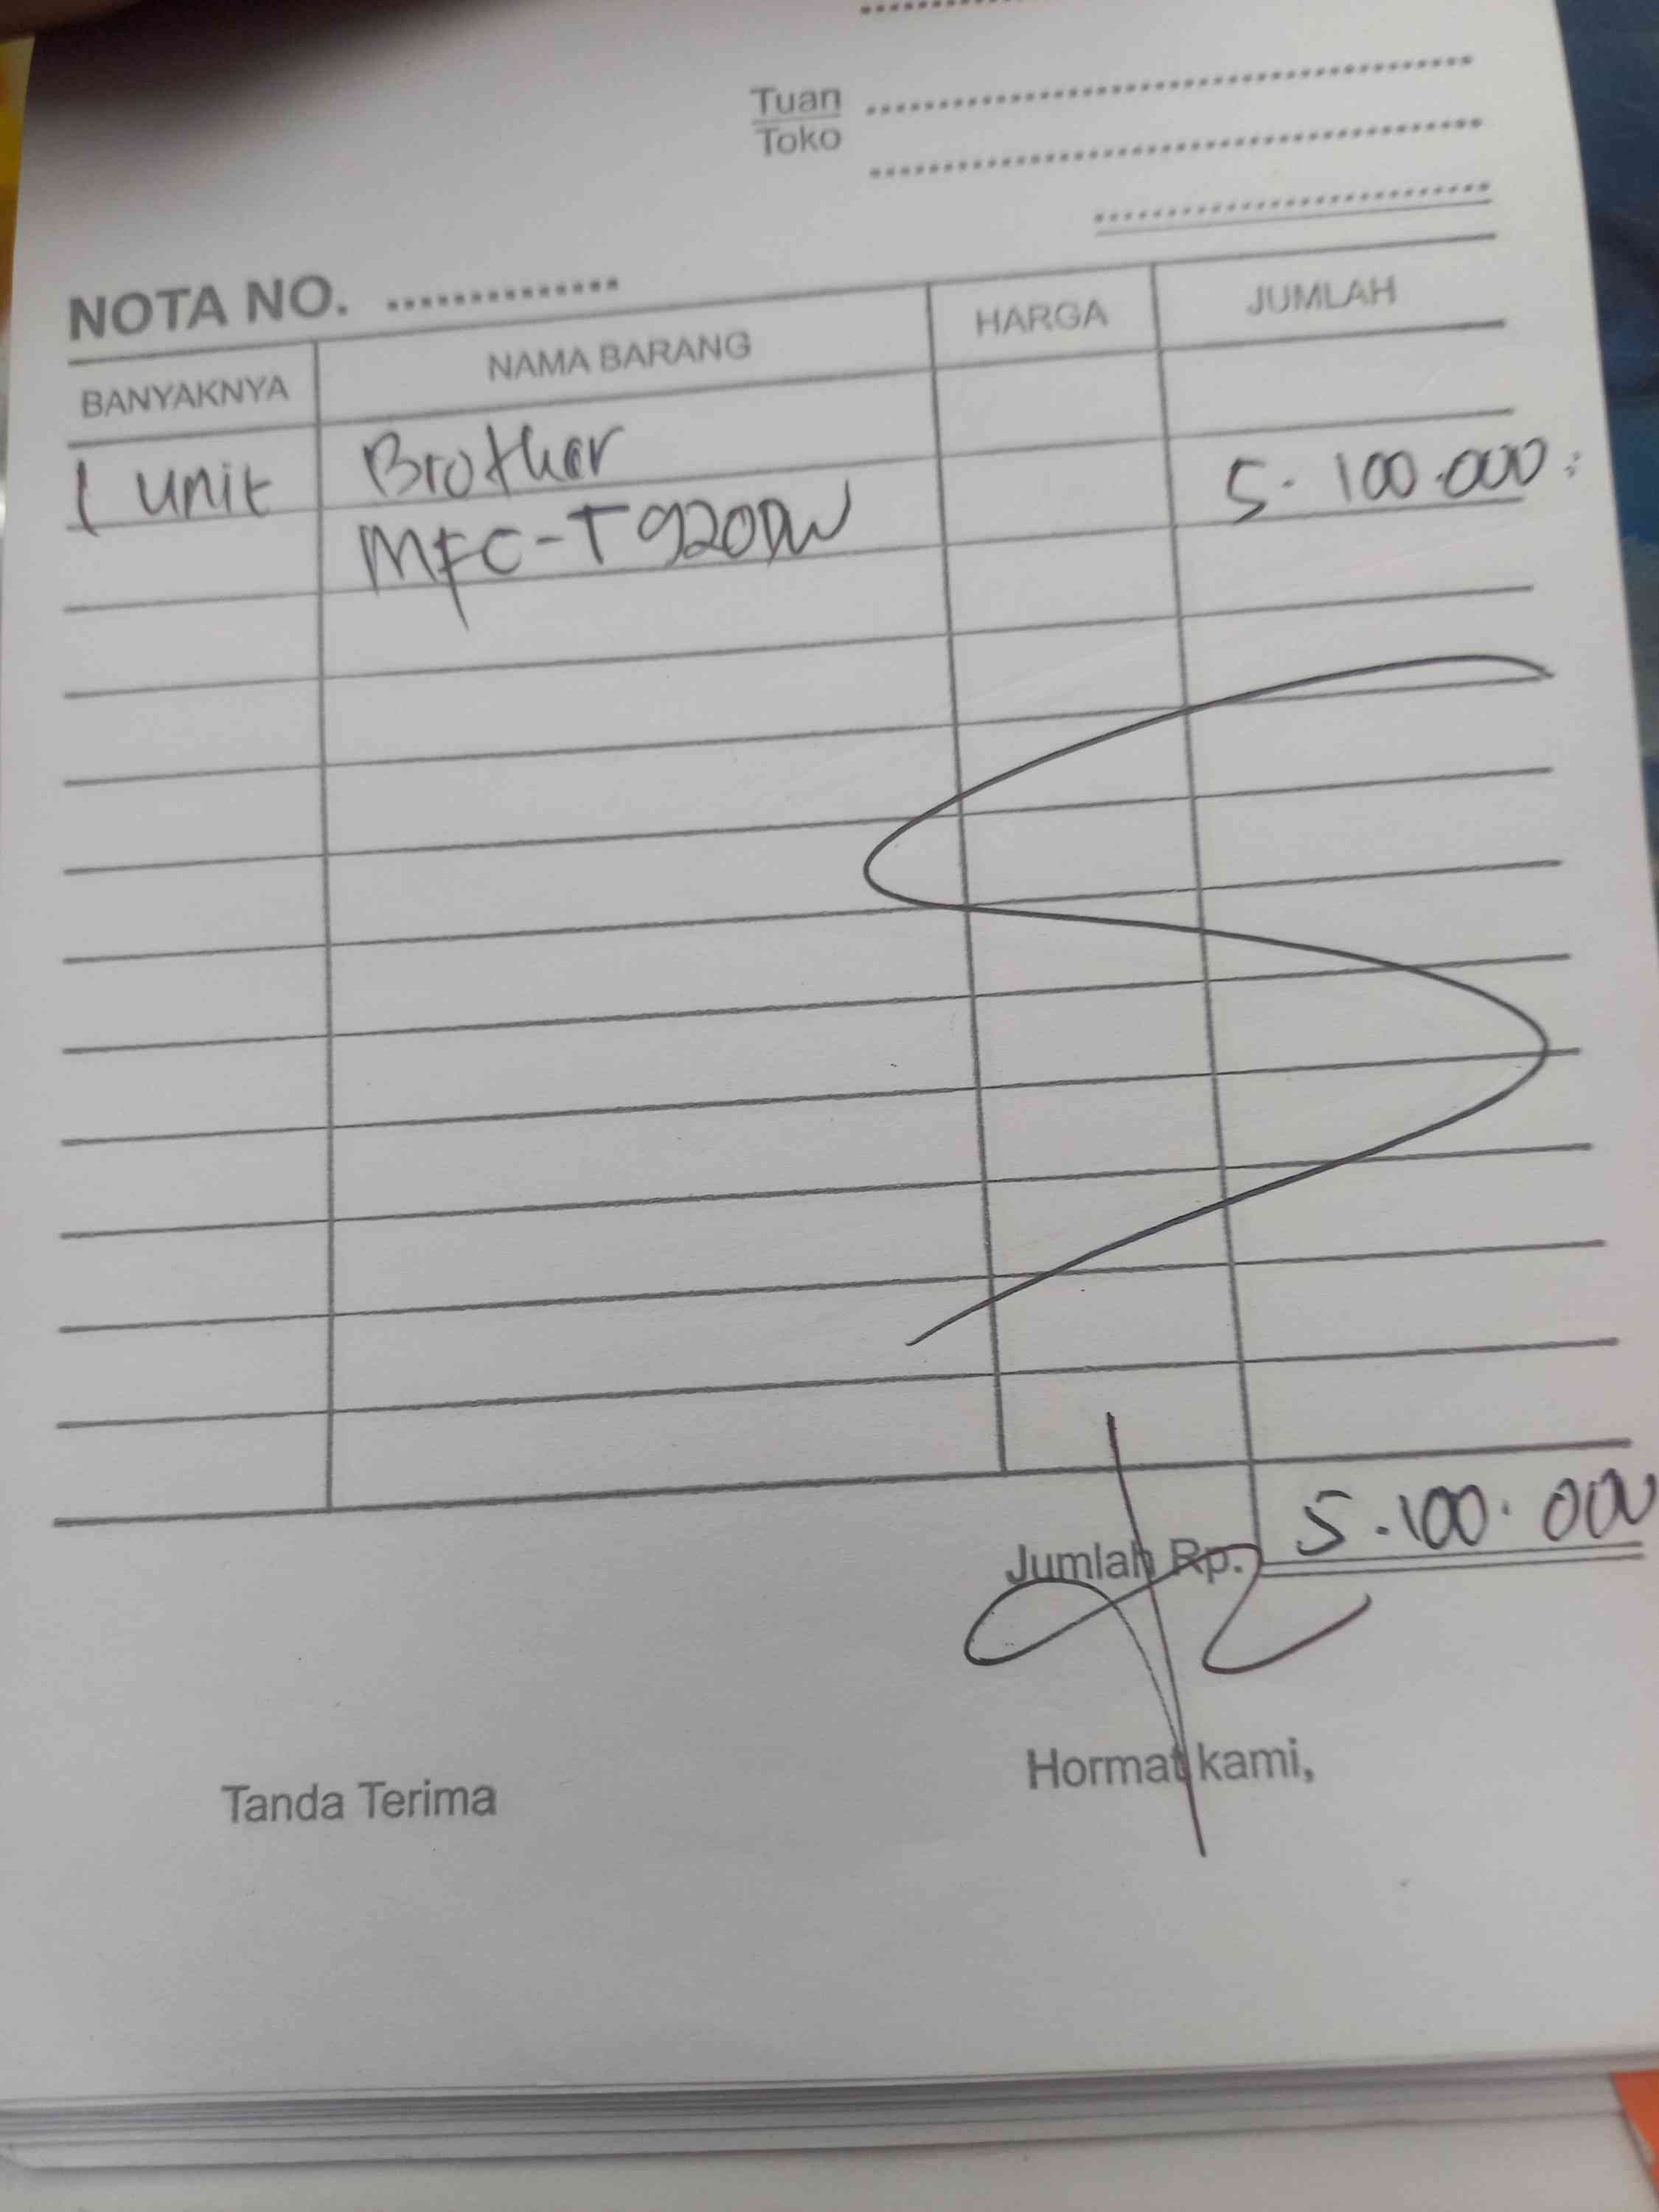 Tuan
Toko
NOTA NO. ..............
BANYAKNYA NAMA BARANG HARGA JUMLAH
1 unit Brother 5.100.000
MFC-T920DW
Jumlah Rp. 5.100.000
Tanda Terima Hormat kami,